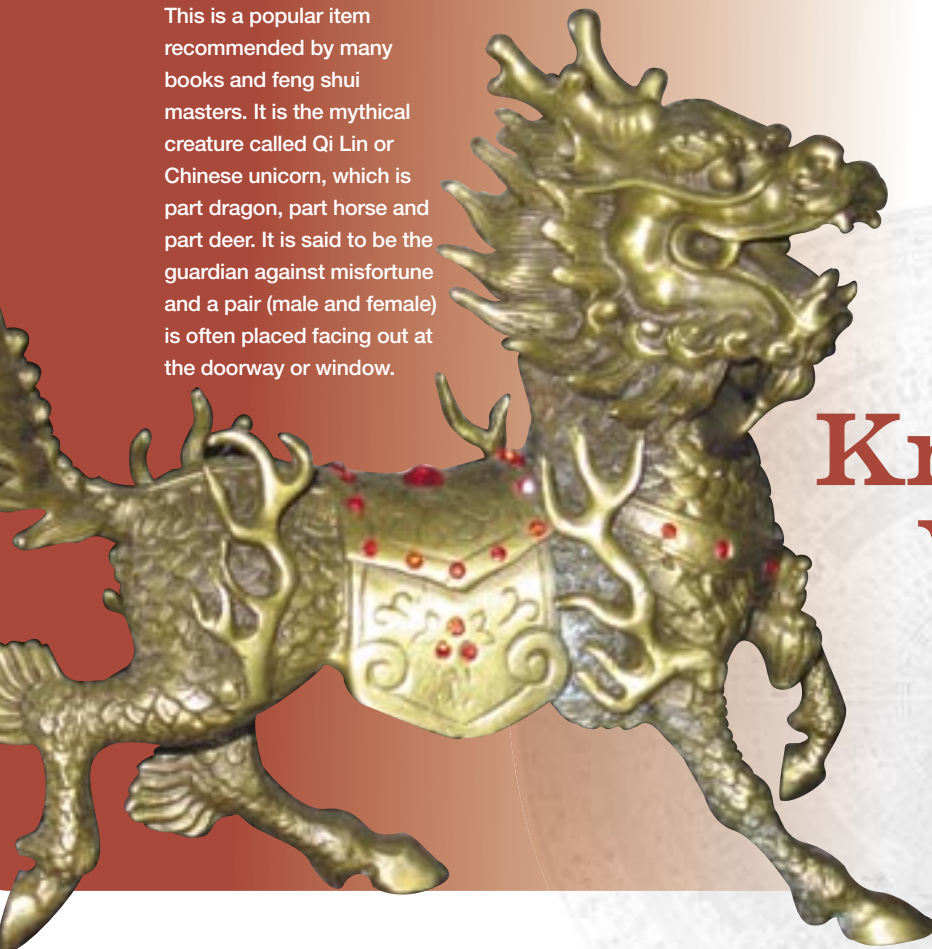 This is a popular item
recommended by many
books and feng shui
masters. It is the mythical
creature called Qi Lin or
Chinese unicorn, which is
part dragon, part horse and
part deer. It is said to be the
guardian against misfortune
and a pair (male and female)
is often placed facing out at
the doorway or window.